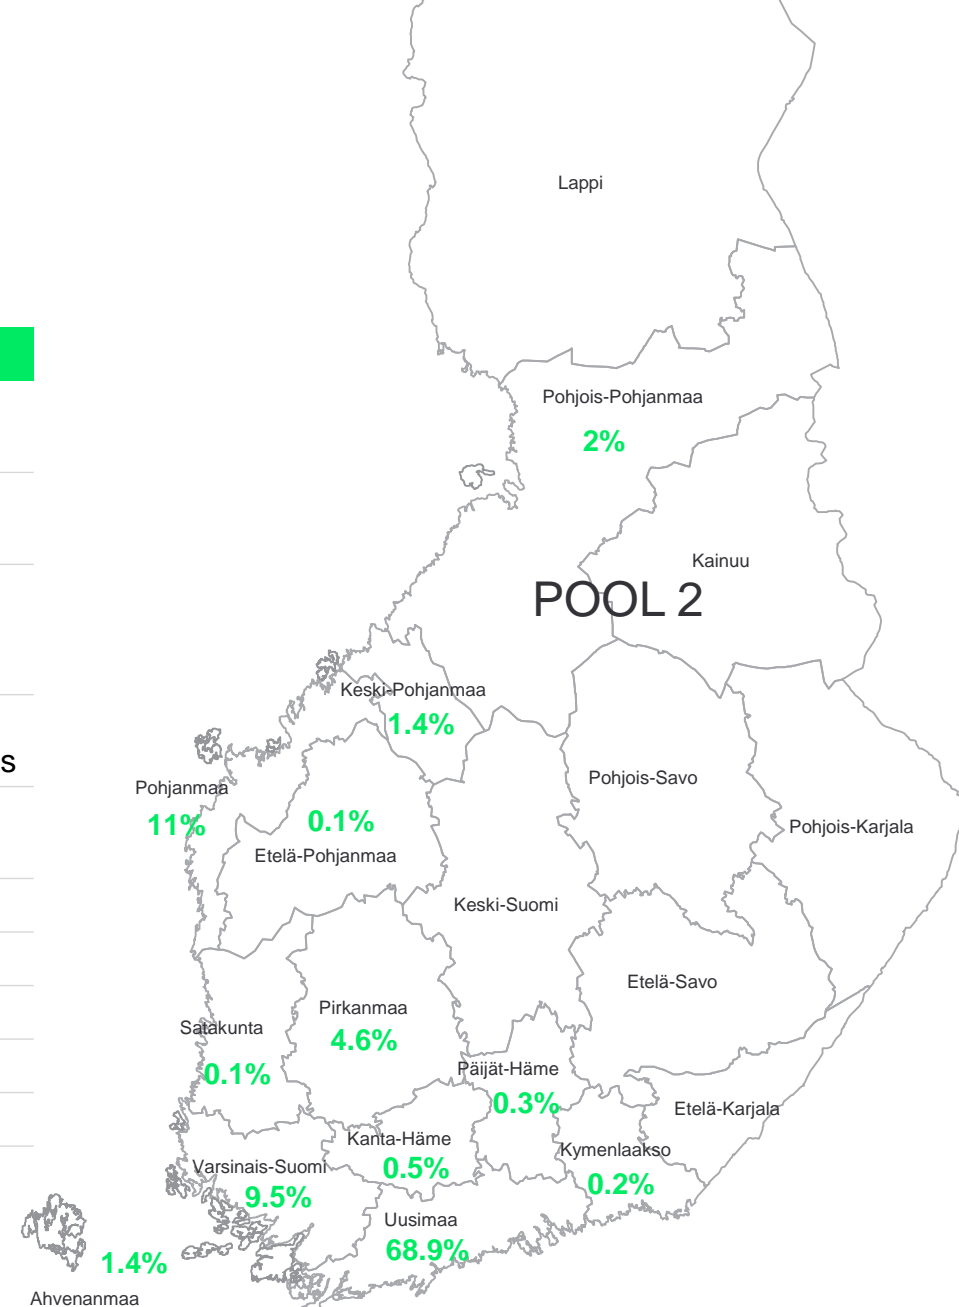 Lappi
Pohjois-Pohjanmaa
2%
Kainuu
POOL 2
Keski-Pohjanmaa
1.4%
s
Pohjanmaa
11%
Pohjois-Savo
0.1%
Etelä-Pohjanmaa
Pohjois-Karjala
Keski-Suomi
Etelä-Savo
Pirkanmaa
4.6%
Satakunta
0.1%
Päijät-Häme
0.3%
Etelä-Karjala
Kanta-Häme
0.5%
Kymenlaakso
0.2%
Varsinais-Suomi
9.5%
Uusimaa
68.9%
1.4%
Ahvenanmaa